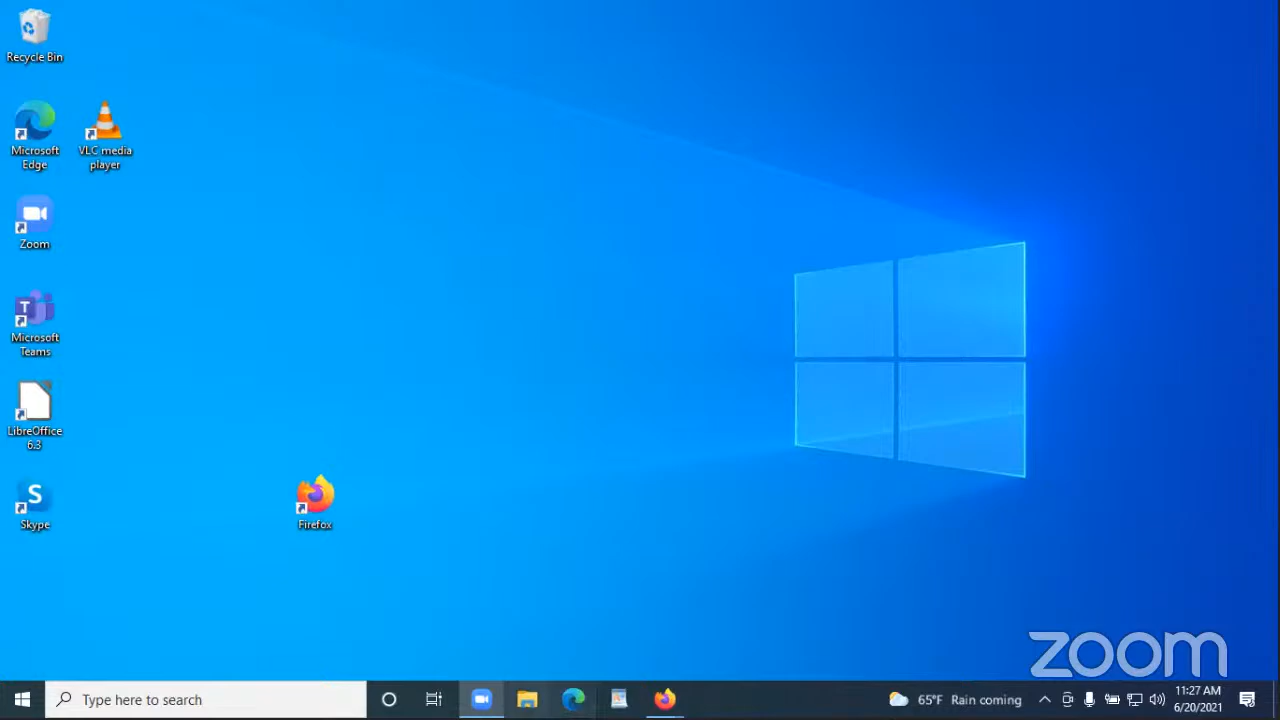 Recycle Bin
Microsoft
Edge
VLC media
player
Zoom
T
Microsoft
Teams
LibreOffice
6.3
S
Skype
Firefox
zoom
Type here to search
65°F Rain coming
11:27 AM
6/20/2021